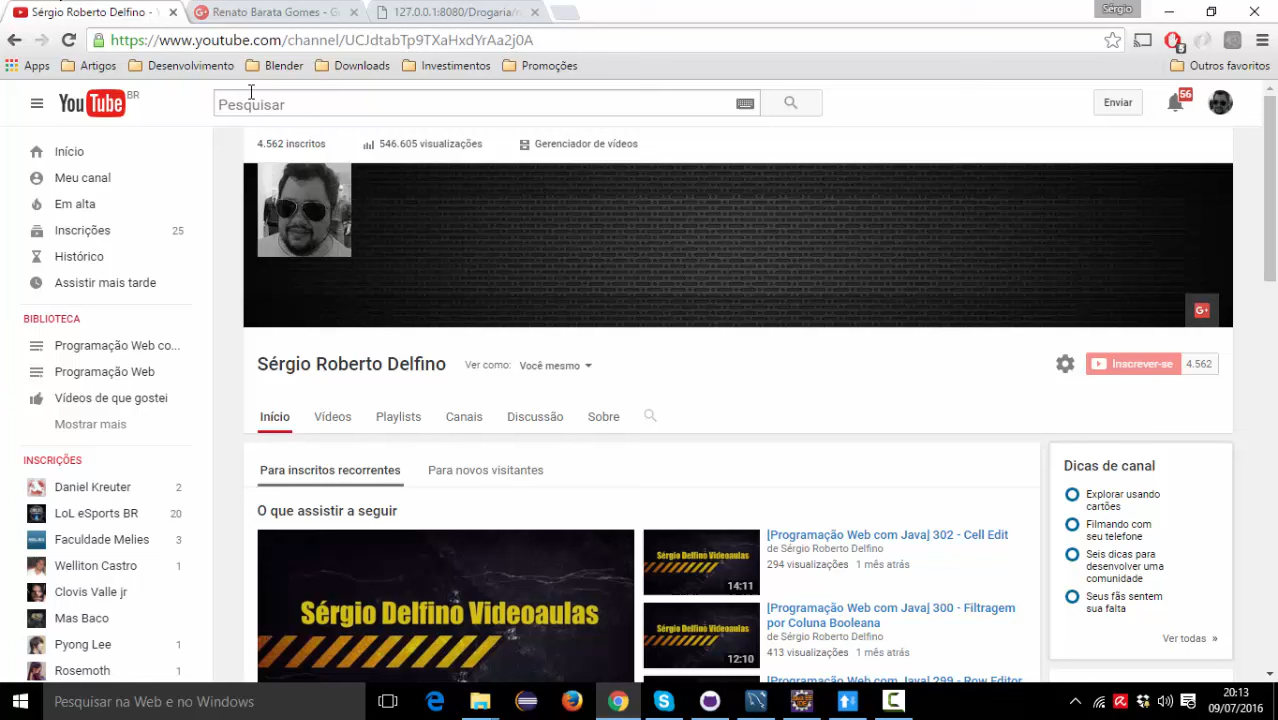 Sérgio Roberto Delfino -
Renato Barata Gomes - G
127.0.0.1:8080/Drogaria/
Sérgio
https://www.youtube.com/channel/UCJdtabTp9TXaHxdYrAa2j0A
Apps
Artigos
Desenvolvimento
Blender
Downloads
Investimentos
Promoções
Outros favoritos
YouTube BR
Pesquisar
Enviar
56
Início
Meu canal
Em alta
Inscrições 25
Histórico
Assistir mais tarde
BIBLIOTECA
Programação Web co...
Programação Web
Vídeos de que gostei
Mostrar mais
INSCRIÇÕES
Daniel Kreuter 2
LoL eSports BR 20
Faculdade Melies 3
Welliton Castro 1
Clovis Valle jr
Mas Baco
Pyong Lee 1
Rosemoth 1
4.562 inscritos
546.605 visualizações
Gerenciador de vídeos
G+
Sérgio Roberto Delfino
Ver como: Você mesmo
Inscrever-se 4.562
Início
Vídeos
Playlists
Canais
Discussão
Sobre
Para inscritos recorrentes
Para novos visitantes
O que assistir a seguir
Sérgio Delfino Videoaulas
Sérgio Delfino Videoaulas
14:11
[Programação Web com Java] 302 - Cell Edit
de Sérgio Roberto Delfino
294 visualizações 1 mês atrás
Sérgio Delfino Videoaulas
12:10
[Programação Web com Java] 300 - Filtragem
por Coluna Booleana
de Sérgio Roberto Delfino
413 visualizações 1 mês atrás
[Programação Web com Java] 299 - Row Editor
Dicas de canal
Explorar usando
cartões
Filmando com
seu telefone
Seis dicas para
desenvolver uma
comunidade
Seus fãs sentem
sua falta
Ver todas »
Pesquisar na Web e no Windows
20:13
09/07/2016